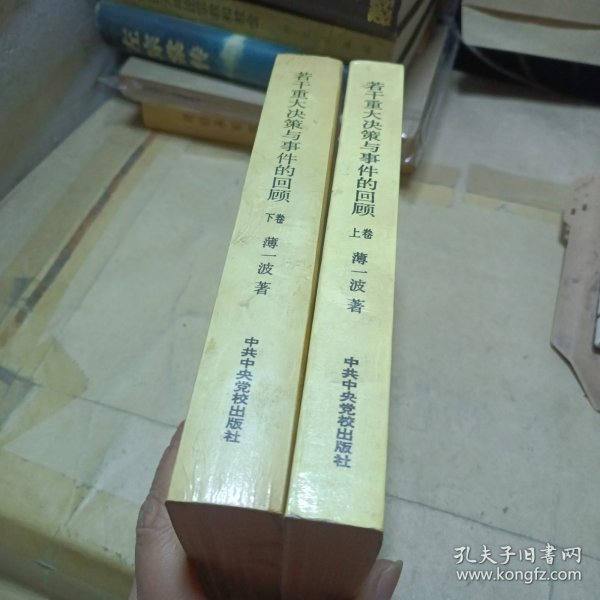 若干重大决策与事件的回顾
下卷
薄一波 著
中共中央党校出版社
若干重大决策与事件的回顾
上卷
薄一波 著
中共中央党校出版社
孔夫子旧书网
www.kongfz.com